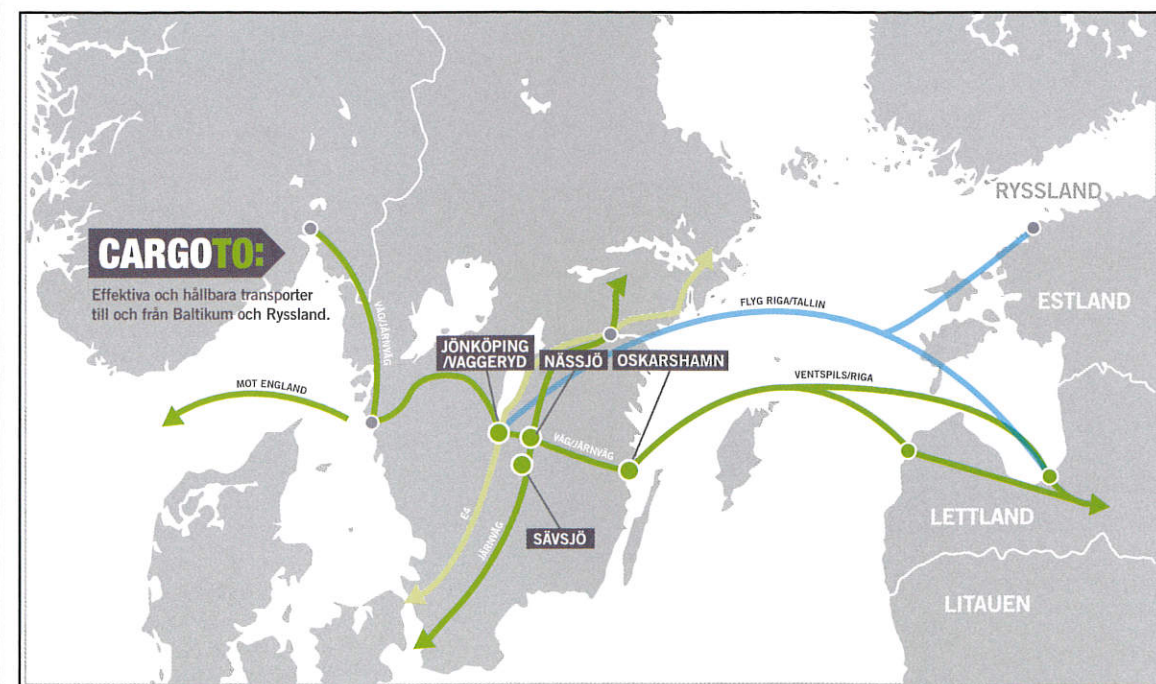 RYSSLAND
CARGOTO:
Effektiva och hållbara transporter
till och från Baltikum och Ryssland.
ESTLAND
VÄG/JÄRNVÄG
FLYG RIGA/TALLIN
JÖNKÖPING
/VAGGERYD
NÄSSJÖ
OSKARSHAMN
VENTSPILS/RIGA
MOT ENGLAND
VÄG/JÄRNVÄG
E4
JÄRNVÄG
LETTLAND
SÄVSJÖ
LITAUEN